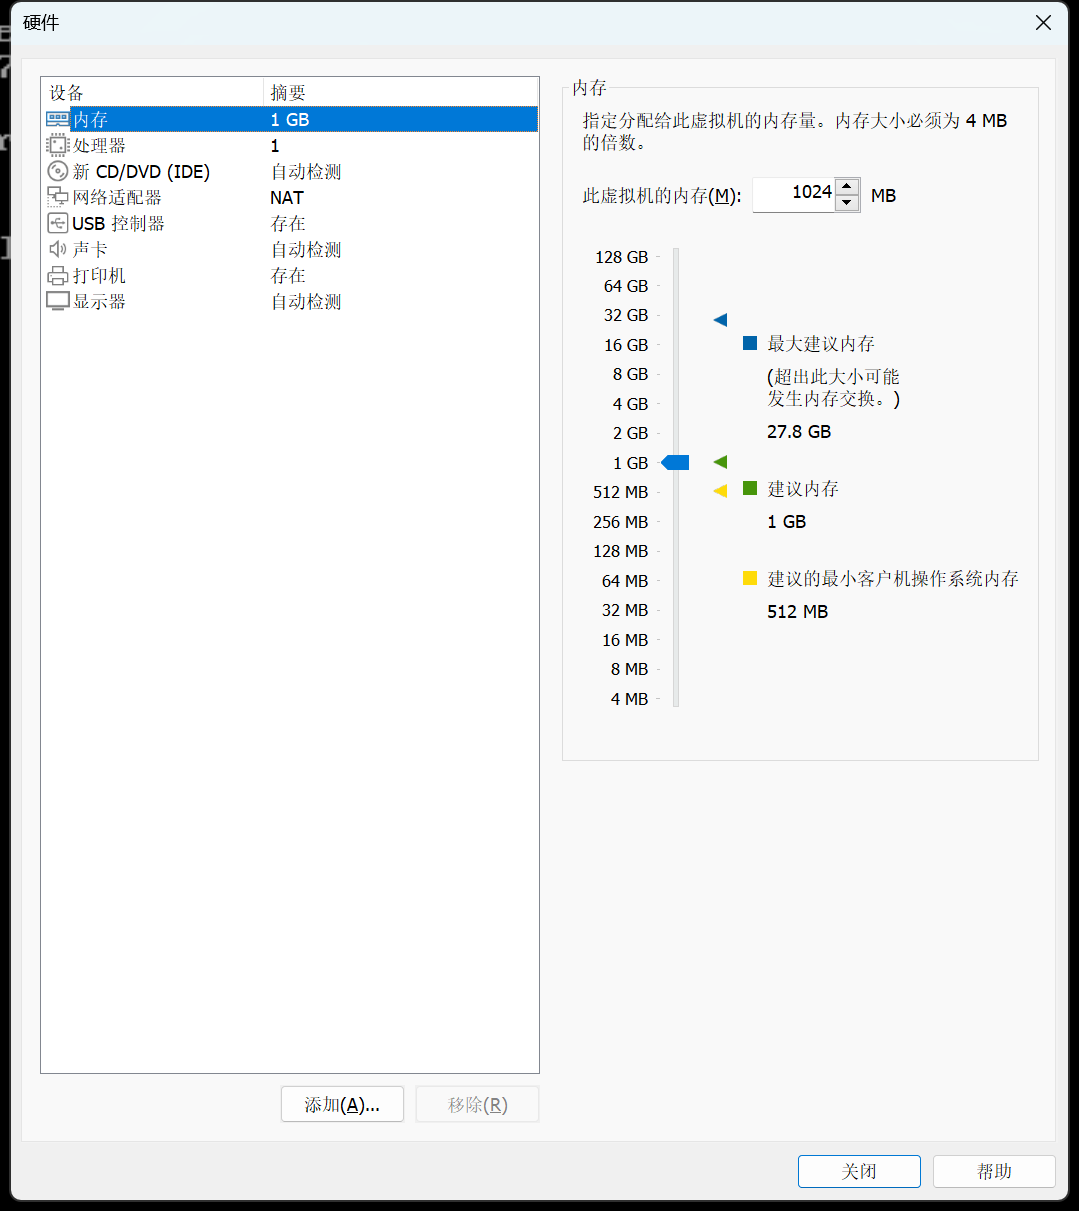 硬件
设备 摘要
内存 1 GB
处理器 1
新 CD/DVD (IDE) 自动检测
网络适配器 NAT
USB 控制器 存在
声卡 自动检测
打印机 存在
显示器 自动检测
添加(A)... 移除(R)
内存
指定分配给此虚拟机的内存量。内存大小必须为 4 MB
的倍数。
此虚拟机的内存(M): 1024 MB
128 GB
64 GB
32 GB
16 GB
8 GB
4 GB
2 GB
1 GB
512 MB
256 MB
128 MB
64 MB
32 MB
16 MB
8 MB
4 MB
最大建议内存
(超出此大小可能
发生内存交换。)
27.8 GB
建议内存
1 GB
建议的最小客户机操作系统内存
512 MB
关闭 帮助